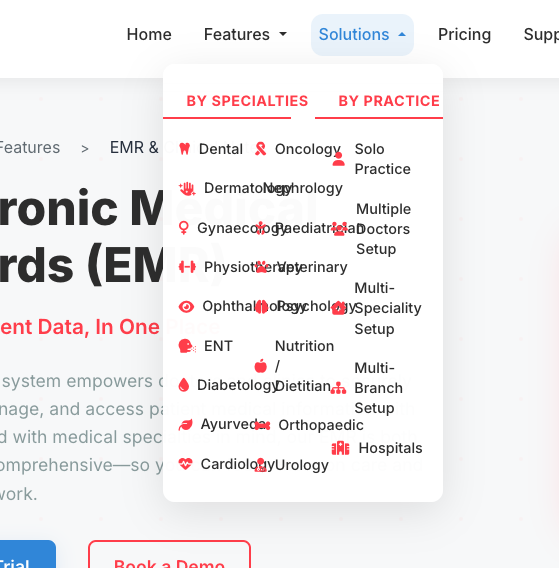 Home Features Solutions Pricing Supp
BY SPECIALTIES BY PRACTICE
Features > EMR &
Dental Oncology Solo Practice
Dermatology Nephrology
Multiple Doctors Setup
Gynaecology Paediatrician
Physiotherapy Veterinary
Ophthalmology Psychology
Multi-Speciality Setup
ENT Nutrition / Dietitian
Diabetology
Multi-Branch Setup
Ayurveda Orthopaedic
Hospitals
Cardiology Urology
ronic Medical
rds (EMR)
ent Data, In One Place
system empowers
nage, and access
d with medical
omprehensive—so y
work.
Trial Book a Demo